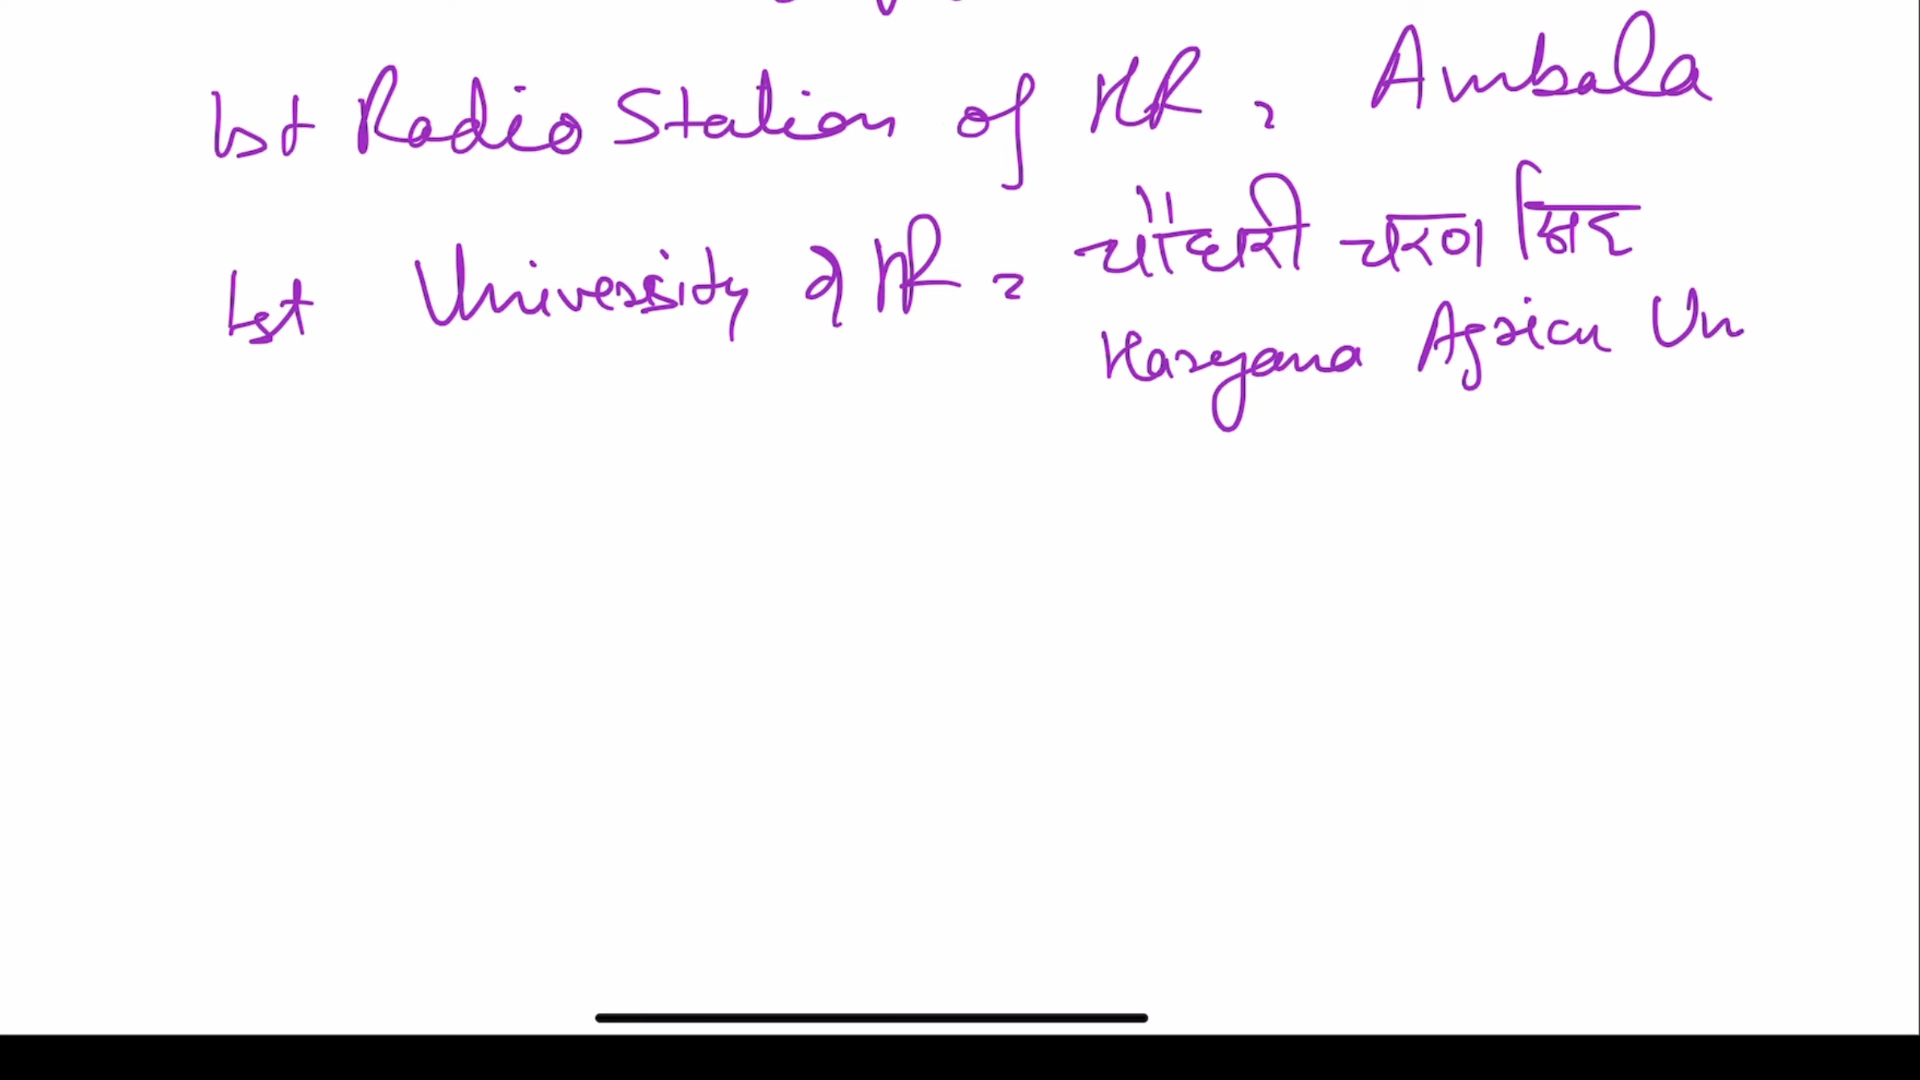 1st Radio Station of HR = Ambala
1st University of HR = चौधरी चरण सिंह
Haryana Agricu Un